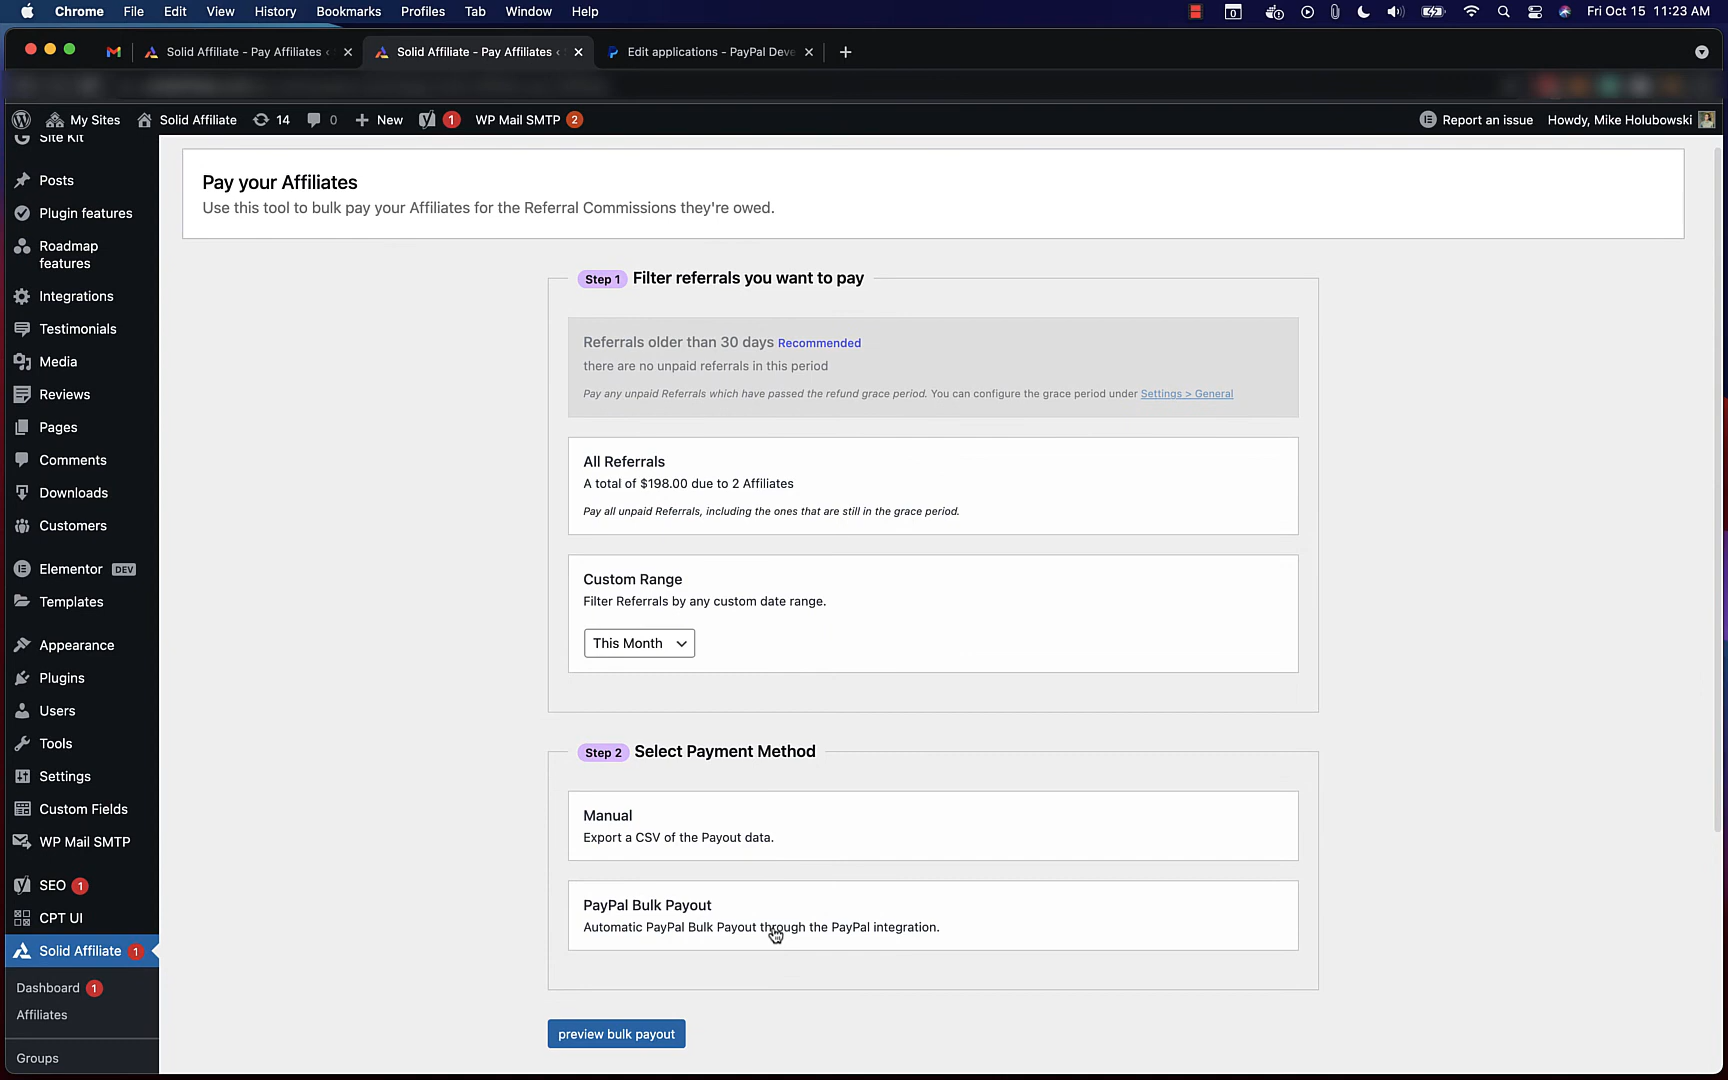 Chrome File Edit View History Bookmarks Profiles Tab Window Help
0
Fri Oct 15 11:23 AM
Solid Affiliate - Pay Affiliates ‹
Solid Affiliate - Pay Affiliates ‹
Edit applications - PayPal Deve
My Sites
Solid Affiliate
14
0
New
1
WP Mail SMTP 2
Report an issue
Howdy, Mike Holubowski
Site Kit
Posts
Plugin features
Roadmap
features
Integrations
Testimonials
Media
Reviews
Pages
Comments
Downloads
Customers
Elementor DEV
Templates
Appearance
Plugins
Users
Tools
Settings
Custom Fields
WP Mail SMTP
SEO 1
CPT UI
Solid Affiliate 1
Dashboard 1
Affiliates
Groups
Pay your Affiliates
Use this tool to bulk pay your Affiliates for the Referral Commissions they're owed.
Step 1 Filter referrals you want to pay
Referrals older than 30 days Recommended
there are no unpaid referrals in this period
Pay any unpaid Referrals which have passed the refund grace period. You can configure the grace period under Settings > General
All Referrals
A total of $198.00 due to 2 Affiliates
Pay all unpaid Referrals, including the ones that are still in the grace period.
Custom Range
Filter Referrals by any custom date range.
This Month
Step 2 Select Payment Method
Manual
Export a CSV of the Payout data.
PayPal Bulk Payout
Automatic PayPal Bulk Payout through the PayPal integration.
preview bulk payout